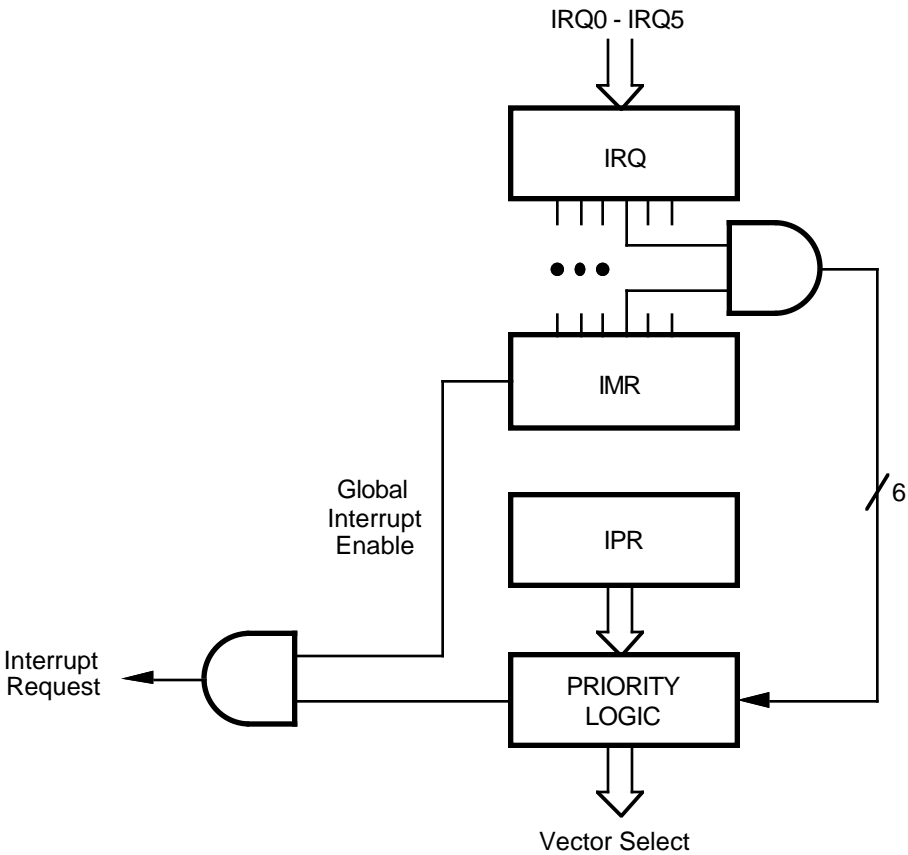 IRQ0 - IRQ5
IRQ
IMR
Global
Interrupt
Enable
6
IPR
Interrupt
Request
PRIORITY
LOGIC
Vector Select